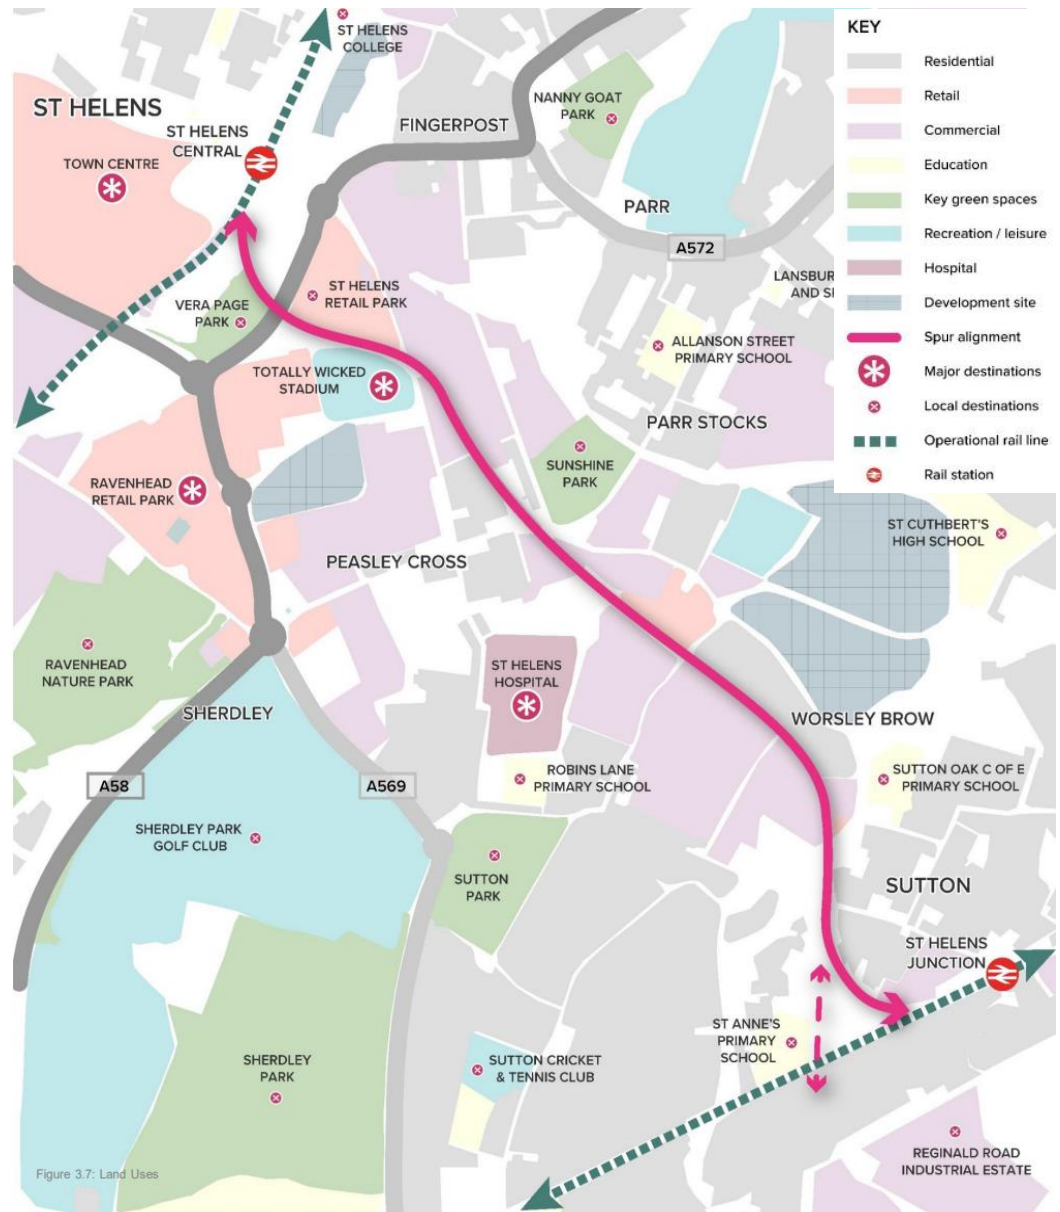 ST HELENS
COLLEGE
KEY
Residential
Retail
Commercial
Education
Key green spaces
Recreation / leisure
Hospital
Development site
Spur alignment
Major destinations
Local destinations
Operational rail line
Rail station
ST HELENS
ST HELENS
CENTRAL
TOWN CENTRE
FINGERPOST
NANNY GOAT
PARK
PARR
A572
LANSBUR
AND S
VERA PAGE
PARK
ST HELENS
RETAIL PARK
ALLANSON STREET
PRIMARY SCHOOL
TOTALLY WICKED
STADIUM
PARR STOCKS
SUNSHINE
PARK
RAVENHEAD
RETAIL PARK
ST CUTHBERT'S
HIGH SCHOOL
PEASLEY CROSS
RAVENHEAD
NATURE PARK
ST HELENS
HOSPITAL
SHERDLEY
WORSLEY BROW
A58
A569
ROBINS LANE
PRIMARY SCHOOL
SUTTON OAK C OF E
PRIMARY SCHOOL
SHERDLEY PARK
GOLF CLUB
SUTTON
PARK
SUTTON
ST HELENS
JUNCTION
ST ANNE'S
PRIMARY
SCHOOL
SHERDLEY
PARK
SUTTON CRICKET
& TENNIS CLUB
REGINALD ROAD
INDUSTRIAL ESTATE
Figure 3.7: Land Uses